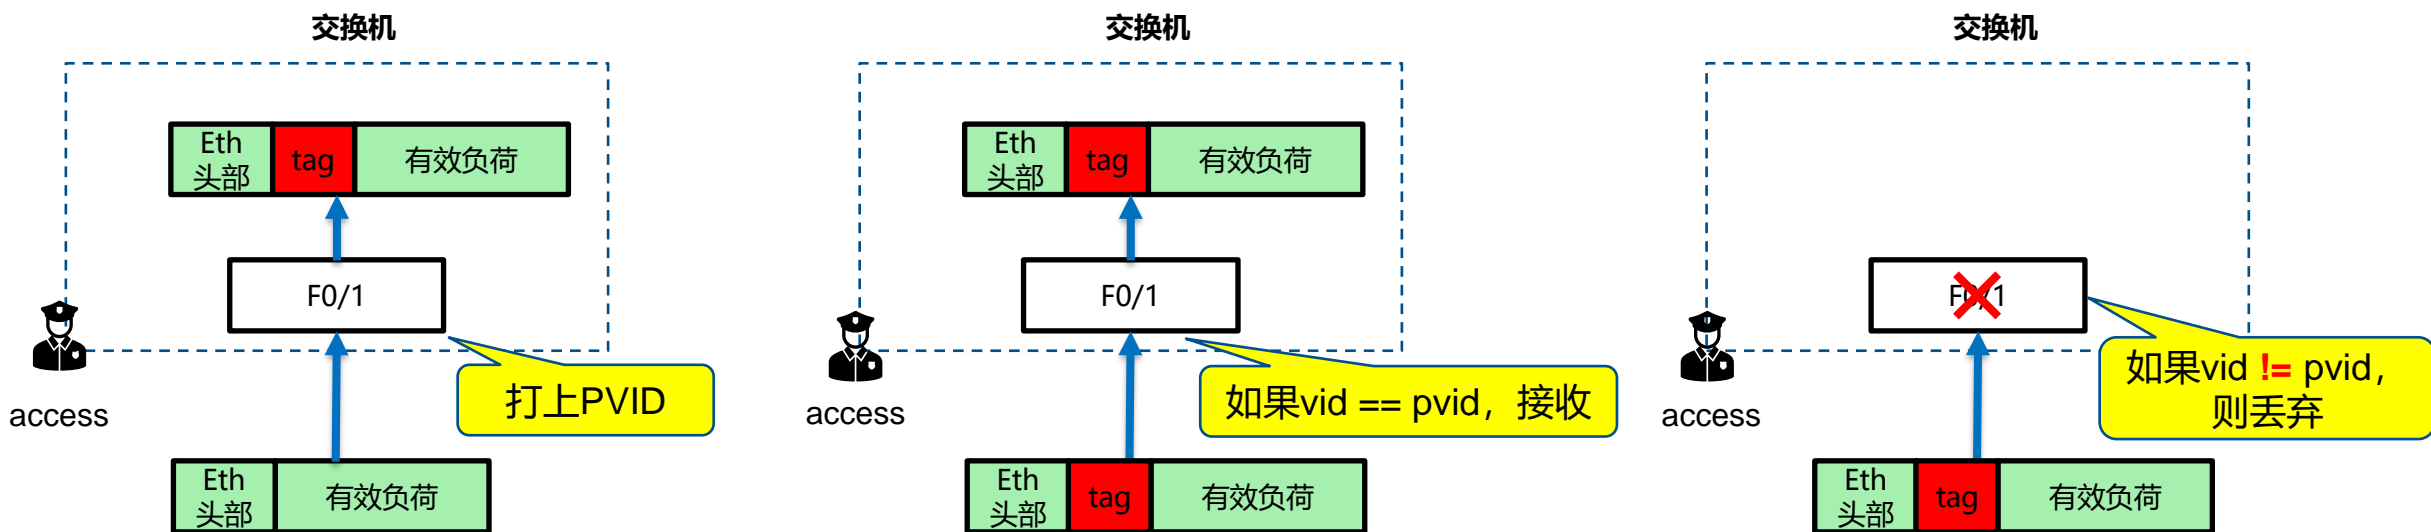 交换机
Eth
头部
tag
有效负荷
F0/1
access
打上PVID
Eth
头部
有效负荷
交换机
Eth
头部
tag
有效负荷
F0/1
access
如果vid == pvid，接收
Eth
头部
tag
有效负荷
交换机
F0/1
access
如果vid != pvid，
则丢弃
Eth
头部
tag
有效负荷